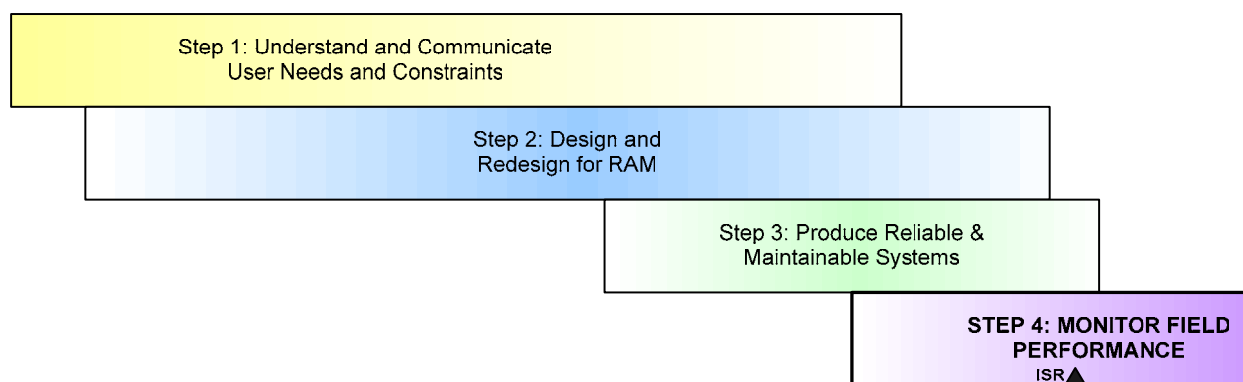 Step 1: Understand and Communicate
User Needs and Constraints
Step 2: Design and
Redesign for RAM
Step 3: Produce Reliable &
Maintainable Systems
STEP 4: MONITOR FIELD
PERFORMANCE
ISR